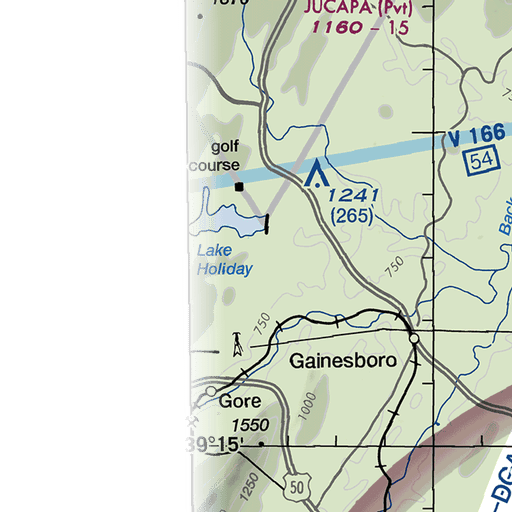 JUCAPA (Pvt)
1160 - 15
V 166
54
golf
course
1241
(265)
Lake
Holiday
750
750
Gainesboro
Gore
1000
1550
39°15'
50
1250